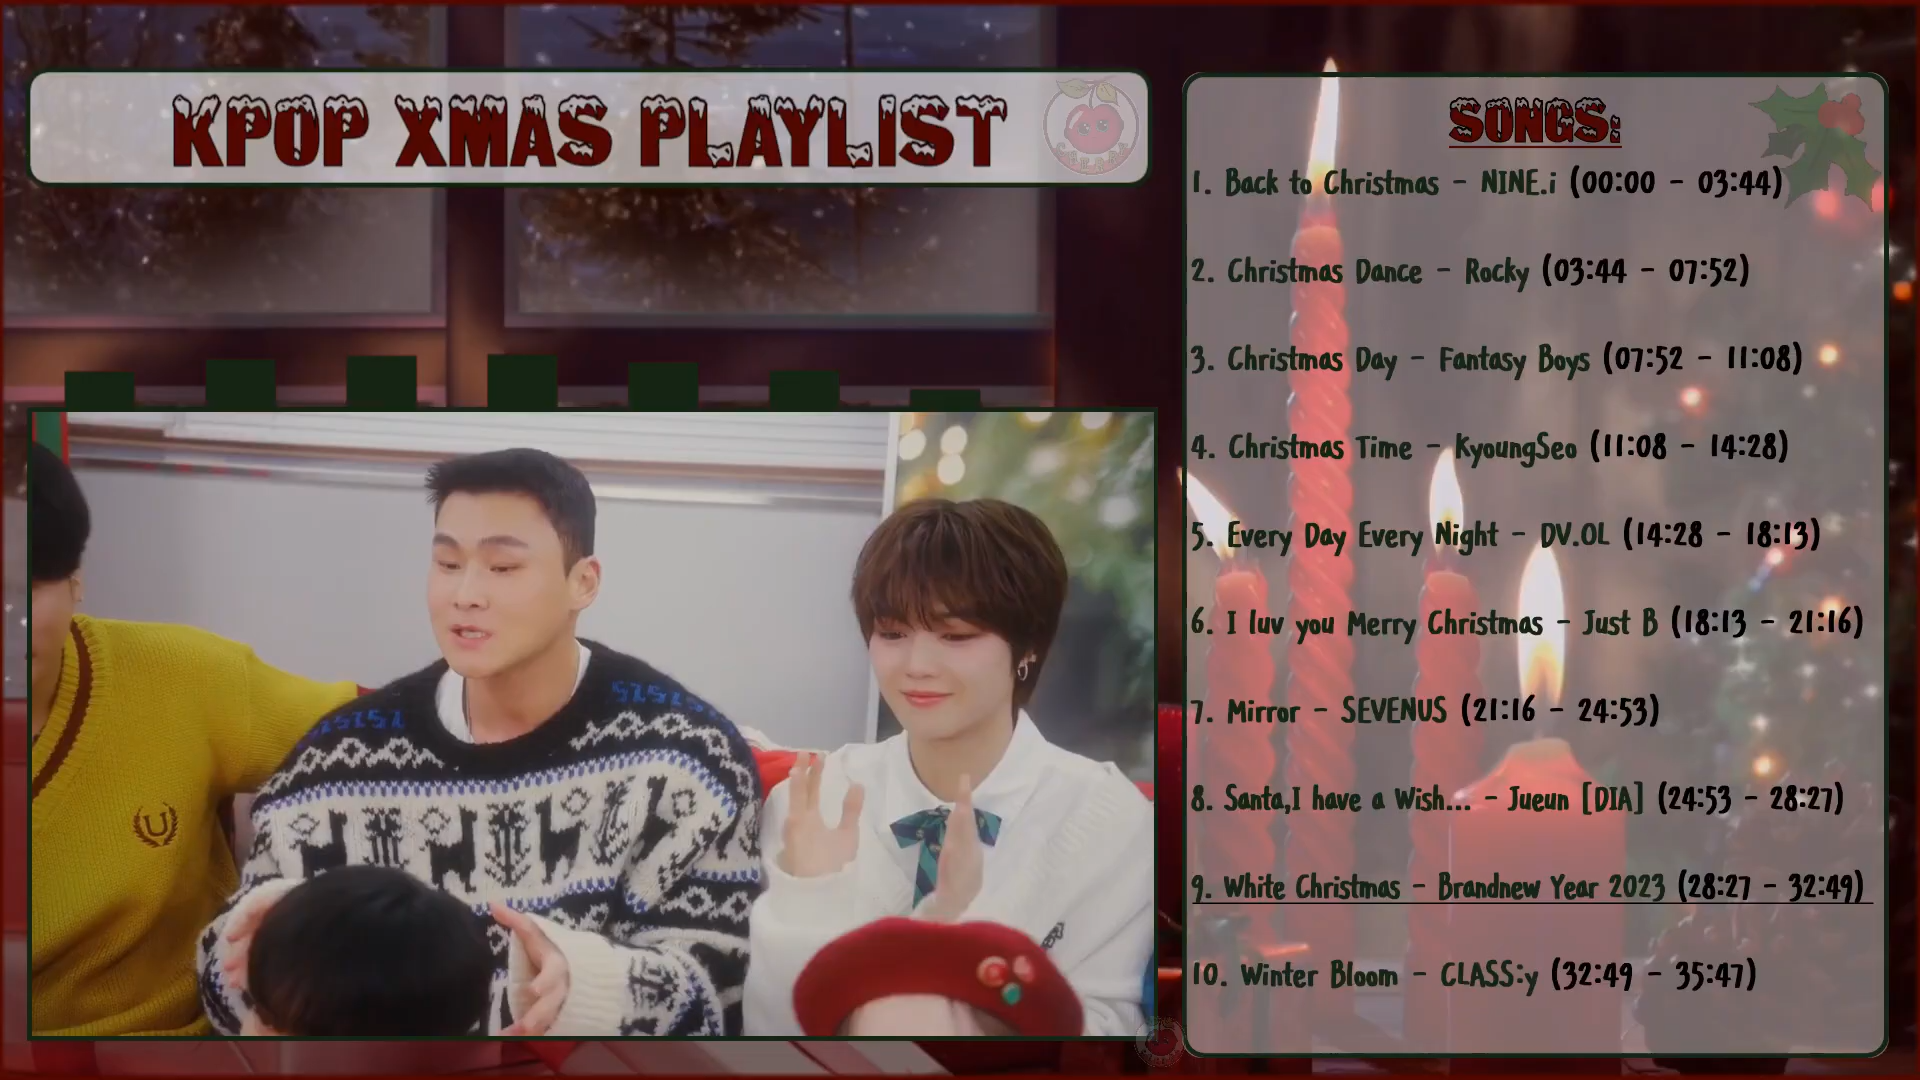 KPOP XMAS PLAYLIST
SONGS:
1. Back to Christmas - NINE.i (00:00 - 03:44)
2. Christmas Dance - Rocky (03:44 - 07:52)
3. Christmas Day - Fantasy Boys (07:52 - 11:08)
4. Christmas Time - KyoungSeo (11:08 - 14:28)
5. Every Day Every Night - DV.OL (14:28 - 18:13)
6. I luv you Merry Christmas - Just B (18:13 - 21:16)
7. Mirror - SEVENUS (21:16 - 24:53)
8. Santa,I have a Wish... - Jueun [DIA] (24:53 - 28:27)
9. White Christmas - Brandnew Year 2023 (28:27 - 32:49)
10. Winter Bloom - CLASS:y (32:49 - 35:47)